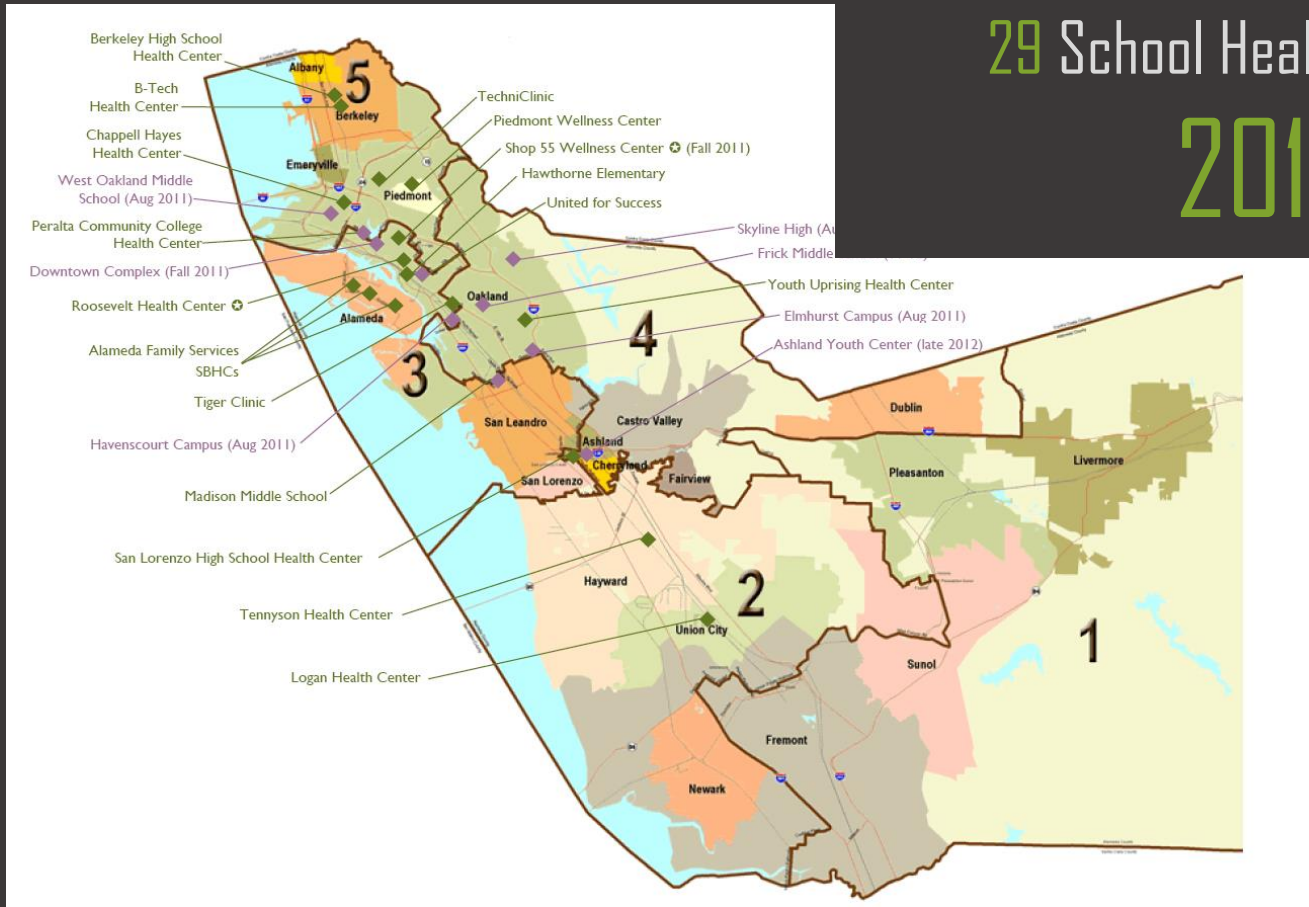 29 School Heal
201
Berkeley High School
Health Center
B-Tech
Health Center
Chappell Hayes
Health Center
West Oakland Middle
School (Aug 2011)
Peralta Community College
Health Center
Downtown Complex (Fall 2011)
Roosevelt Health Center
Alameda Family Services
SBHCs
Tiger Clinic
Havenscourt Campus (Aug 2011)
Madison Middle School
San Lorenzo High School Health Center
Tennyson Health Center
Logan Health Center
TechniClinic
Piedmont Wellness Center
Shop 55 Wellness Center (Fall 2011)
Hawthorne Elementary
United for Success
Skyline High (Au
Frick Middle
Youth Uprising Health Center
Elmhurst Campus (Aug 2011)
Ashland Youth Center (late 2012)
Albany
5
Berkeley
Emeryville
Piedmont
Oakland
Alameda
4
3
San Leandro
Castro Valley
Ashland
Cherryland
San Lorenzo
Fairview
Dublin
Pleasanton
Livermore
Hayward
2
Union City
Sunol
1
Fremont
Newark